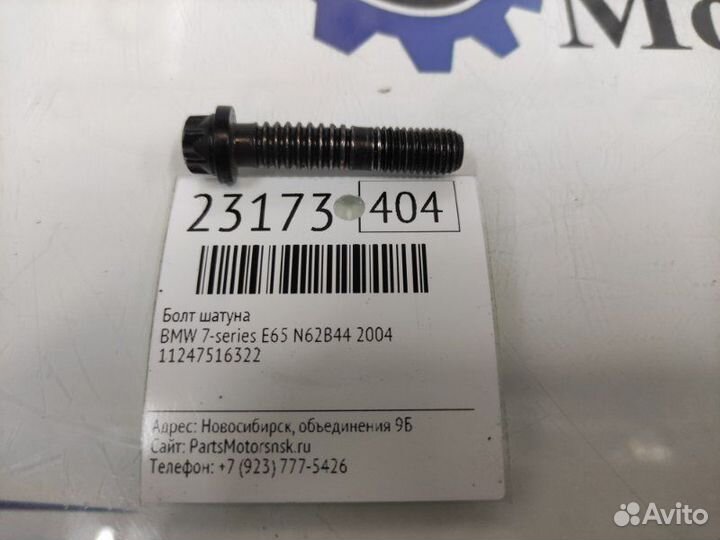 Mo
23173 404
Болт шатуна
BMW 7-series E65 N62B44 2004
11247516322
Адрес: Новосибирск, объединения 9Б
Сайт: PartsMotorsnsk.ru
Телефон: +7 (923) 777-5426
Avito